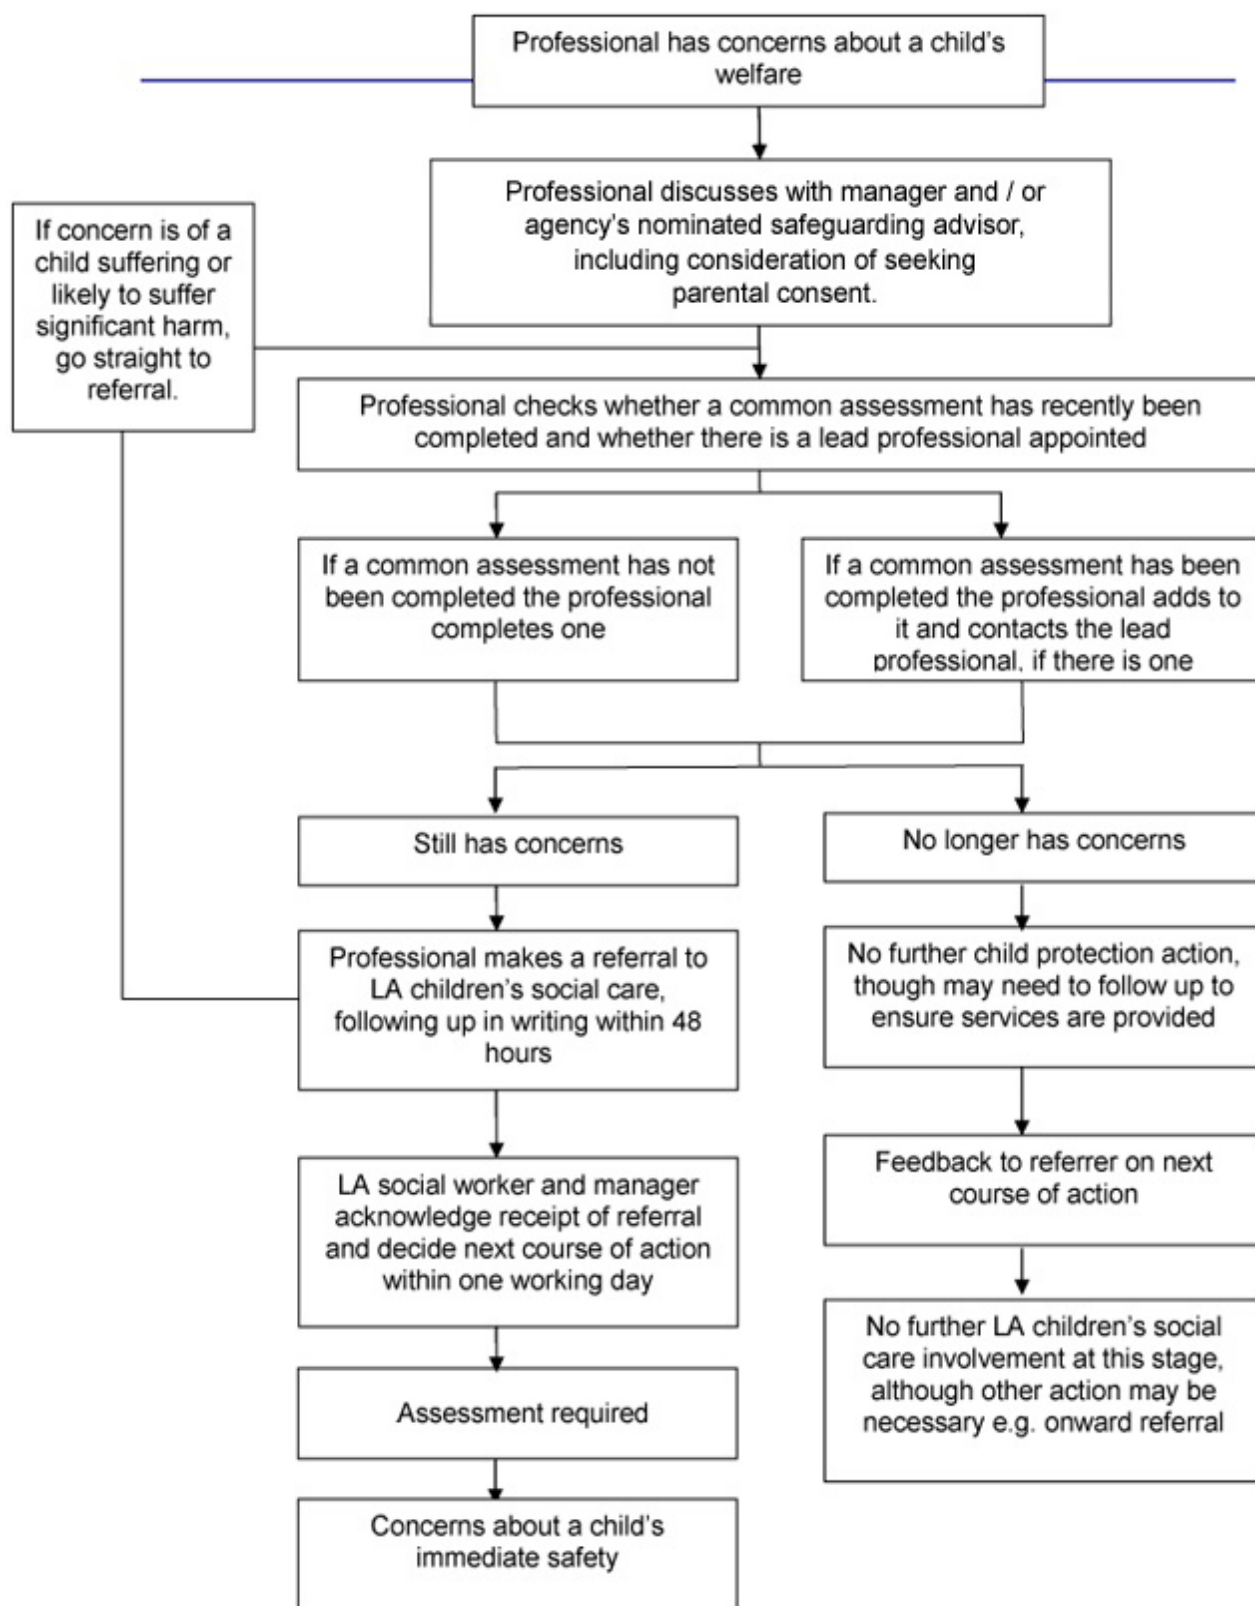 Professional has concerns about a child's
welfare
Professional discusses with manager and / or
agency's nominated safeguarding advisor,
including consideration of seeking
parental consent.
If concern is of a
child suffering or
likely to suffer
significant harm,
go straight to
referral.
Professional checks whether a common assessment has recently been
completed and whether there is a lead professional appointed
If a common assessment has not
been completed the professional
completes one
If a common assessment has been
completed the professional adds to
it and contacts the lead
professional, if there is one
Still has concerns
No longer has concerns
Professional makes a referral to
LA children's social care,
following up in writing within 48
hours
No further child protection action,
though may need to follow up to
ensure services are provided
LA social worker and manager
acknowledge receipt of referral
and decide next course of action
within one working day
Feedback to referrer on next
course of action
Assessment required
No further LA children's social
care involvement at this stage,
although other action may be
necessary e.g. onward referral
Concerns about a child's
immediate safety